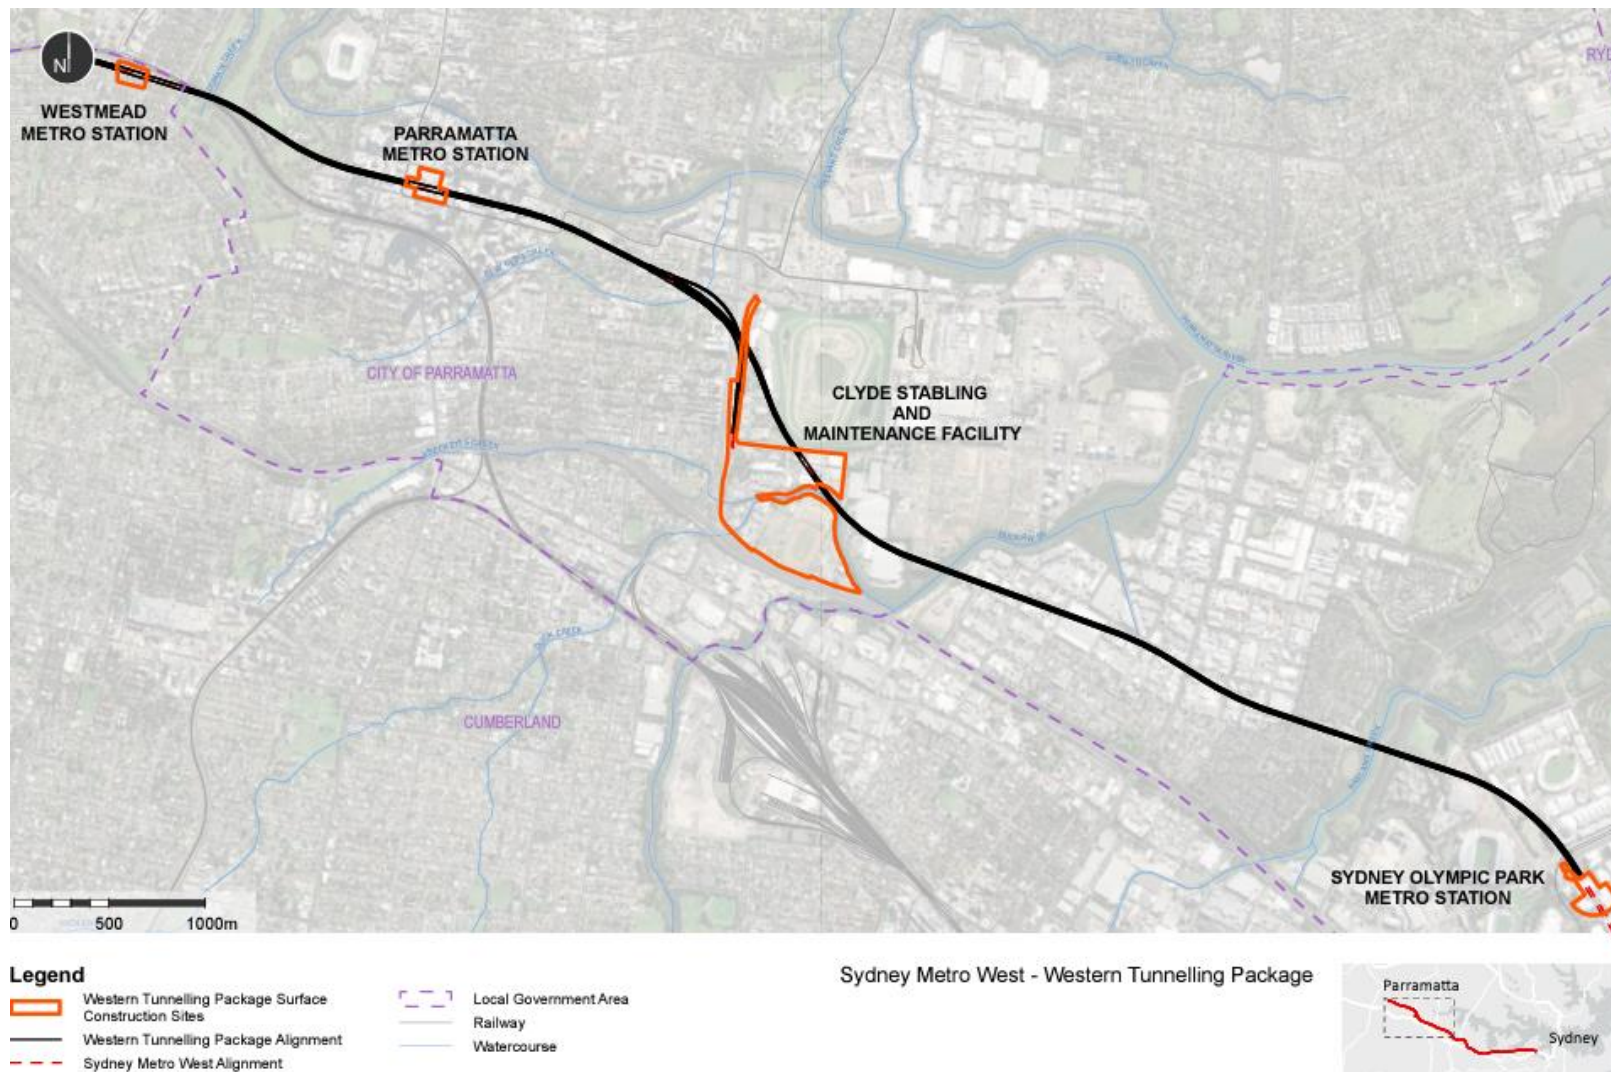 N
WESTMEAD
METRO STATION
PARRAMATTA
METRO STATION
RYD
CITY OF PARRAMATTA
CLYDE STABLING
AND
MAINTENANCE FACILITY
CUMBERLAND
SYDNEY OLYMPIC PARK
METRO STATION
0 500 1000m
Legend
Western Tunnelling Package Surface
Construction Sites
Western Tunnelling Package Alignment
Sydney Metro West Alignment
Local Government Area
Railway
Watercourse
Sydney Metro West - Western Tunnelling Package
Parramatta
Sydney